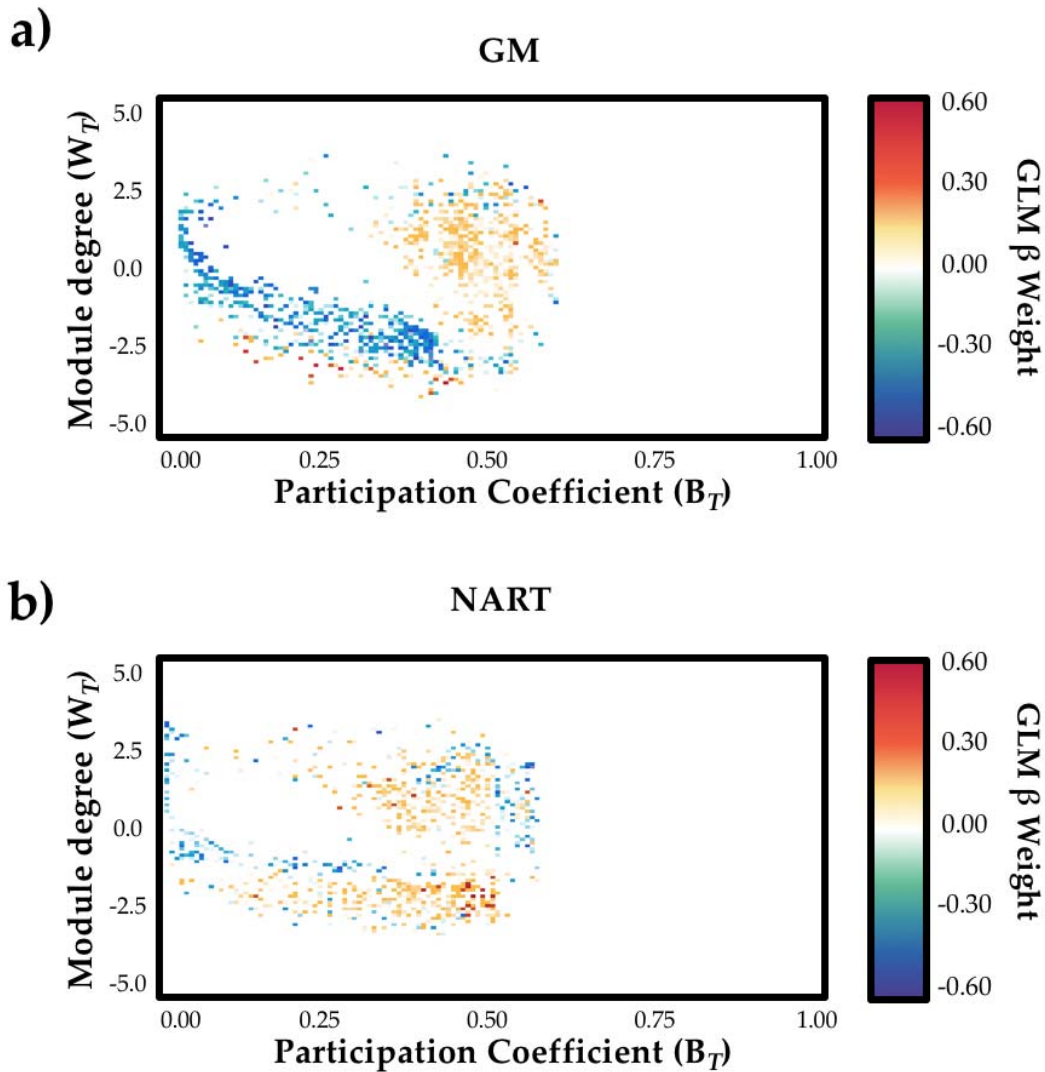 a)
GM
Module degree (W_T)
5.0
2.5
0.0
-2.5
-5.0
0.00 0.25 0.50 0.75 1.00
Participation Coefficient (B_T)
0.60
0.30
0.00
-0.30
-0.60
GLM β Weight
b)
NART
Module degree (W_T)
5.0
2.5
0.0
-2.5
-5.0
0.00 0.25 0.50 0.75 1.00
Participation Coefficient (B_T)
0.60
0.30
0.00
-0.30
-0.60
GLM β Weight